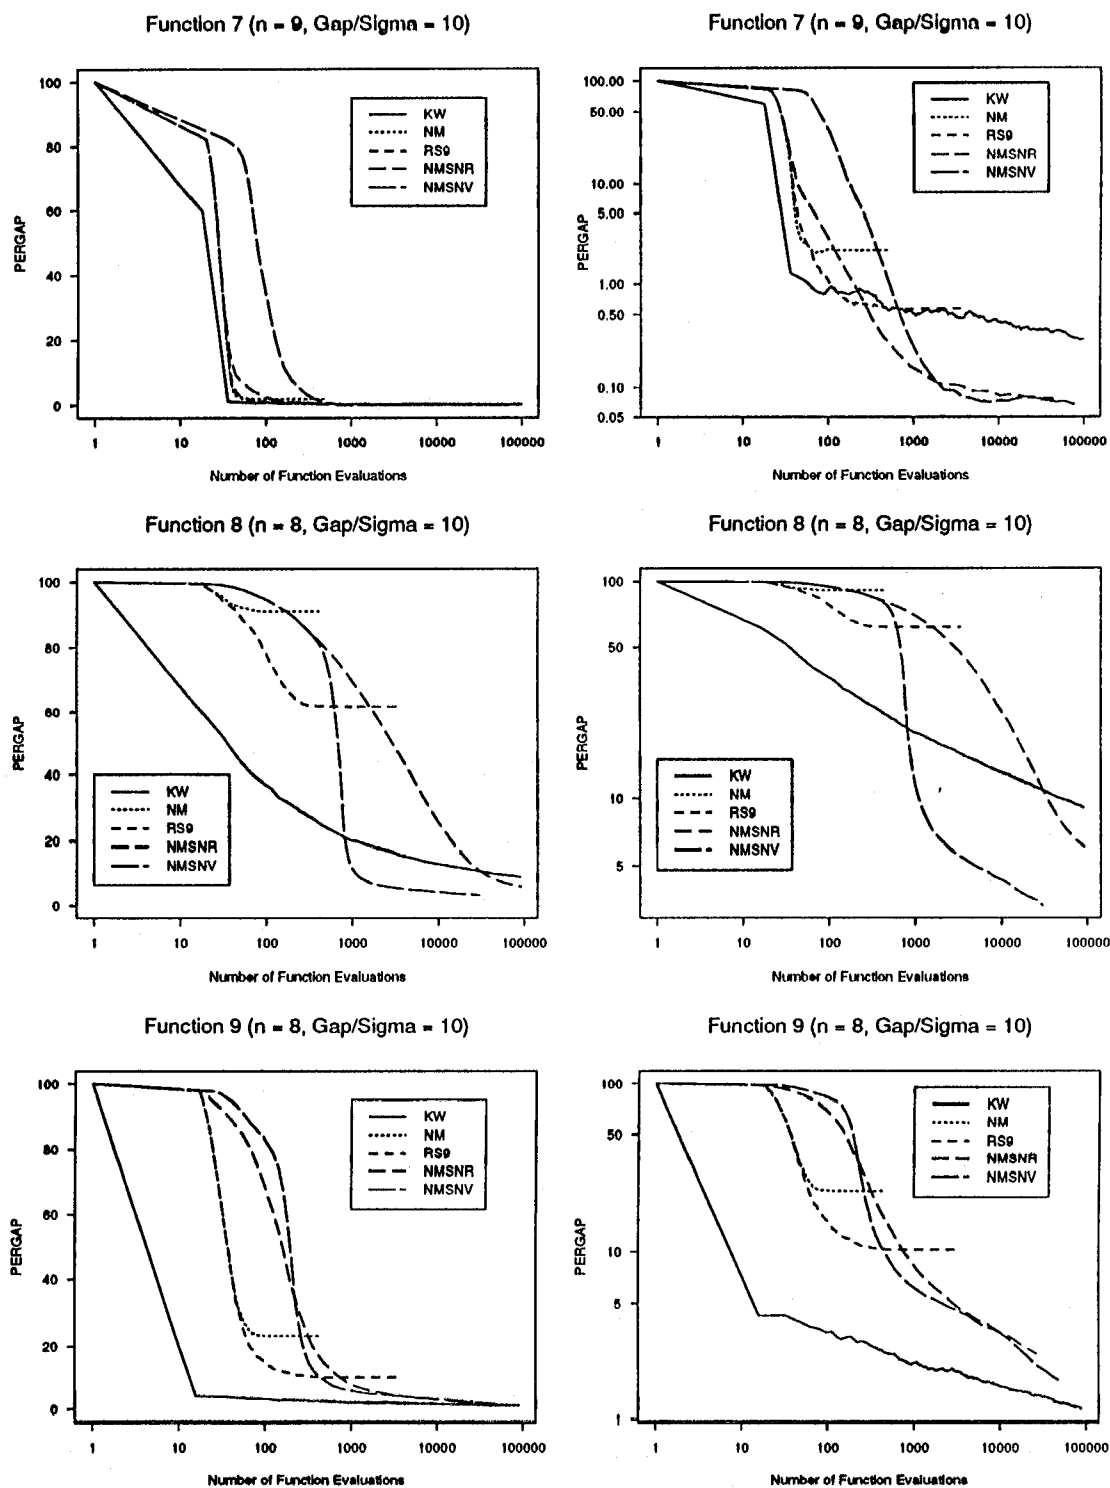 Function 7 (n = 9, Gap/Sigma = 10)
PERGAP
100
80
60
40
20
0
KW
NM
RS9
NMSNR
NMSNV
1 10 100 1000 10000 100000
Number of Function Evaluations
Function 7 (n = 9, Gap/Sigma = 10)
PERGAP
100.00
50.00
10.00
5.00
1.00
0.50
0.10
0.05
KW
NM
RS9
NMSNR
NMSNV
1 10 100 1000 10000 100000
Number of Function Evaluations
Function 8 (n = 8, Gap/Sigma = 10)
PERGAP
100
80
60
40
20
0
KW
NM
RS9
NMSNR
NMSNV
1 10 100 1000 10000 100000
Number of Function Evaluations
Function 8 (n = 8, Gap/Sigma = 10)
PERGAP
100
50
10
5
KW
NM
RS9
NMSNR
NMSNV
1 10 100 1000 10000 100000
Number of Function Evaluations
Function 9 (n = 8, Gap/Sigma = 10)
PERGAP
100
80
60
40
20
0
KW
NM
RS9
NMSNR
NMSNV
1 10 100 1000 10000 100000
Number of Function Evaluations
Function 9 (n = 8, Gap/Sigma = 10)
PERGAP
100
50
10
5
1
KW
NM
RS9
NMSNR
NMSNV
1 10 100 1000 10000 100000
Number of Function Evaluations